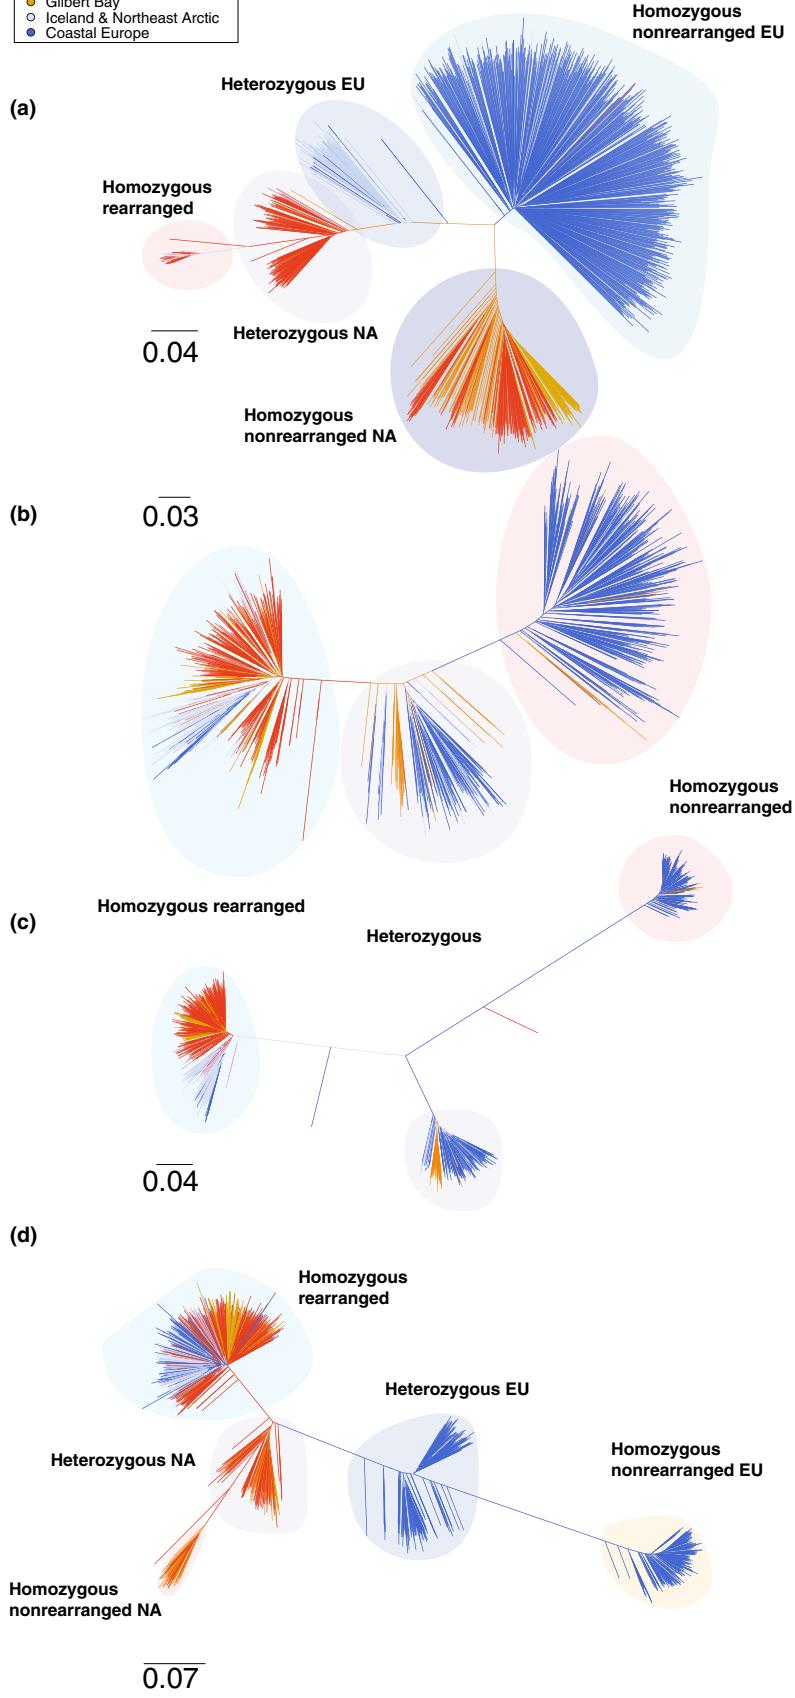 Gilbert Bay
Iceland & Northeast Arctic
Coastal Europe
Homozygous
nonrearranged EU
Heterozygous EU
(a)
Homozygous
rearranged
0.04
Heterozygous NA
Homozygous
nonrearranged NA
(b)
0.03
Homozygous
nonrearranged
Homozygous rearranged
(c)
Heterozygous
0.04
(d)
Homozygous
rearranged
Heterozygous EU
Heterozygous NA
Homozygous
nonrearranged EU
Homozygous
nonrearranged NA
0.07